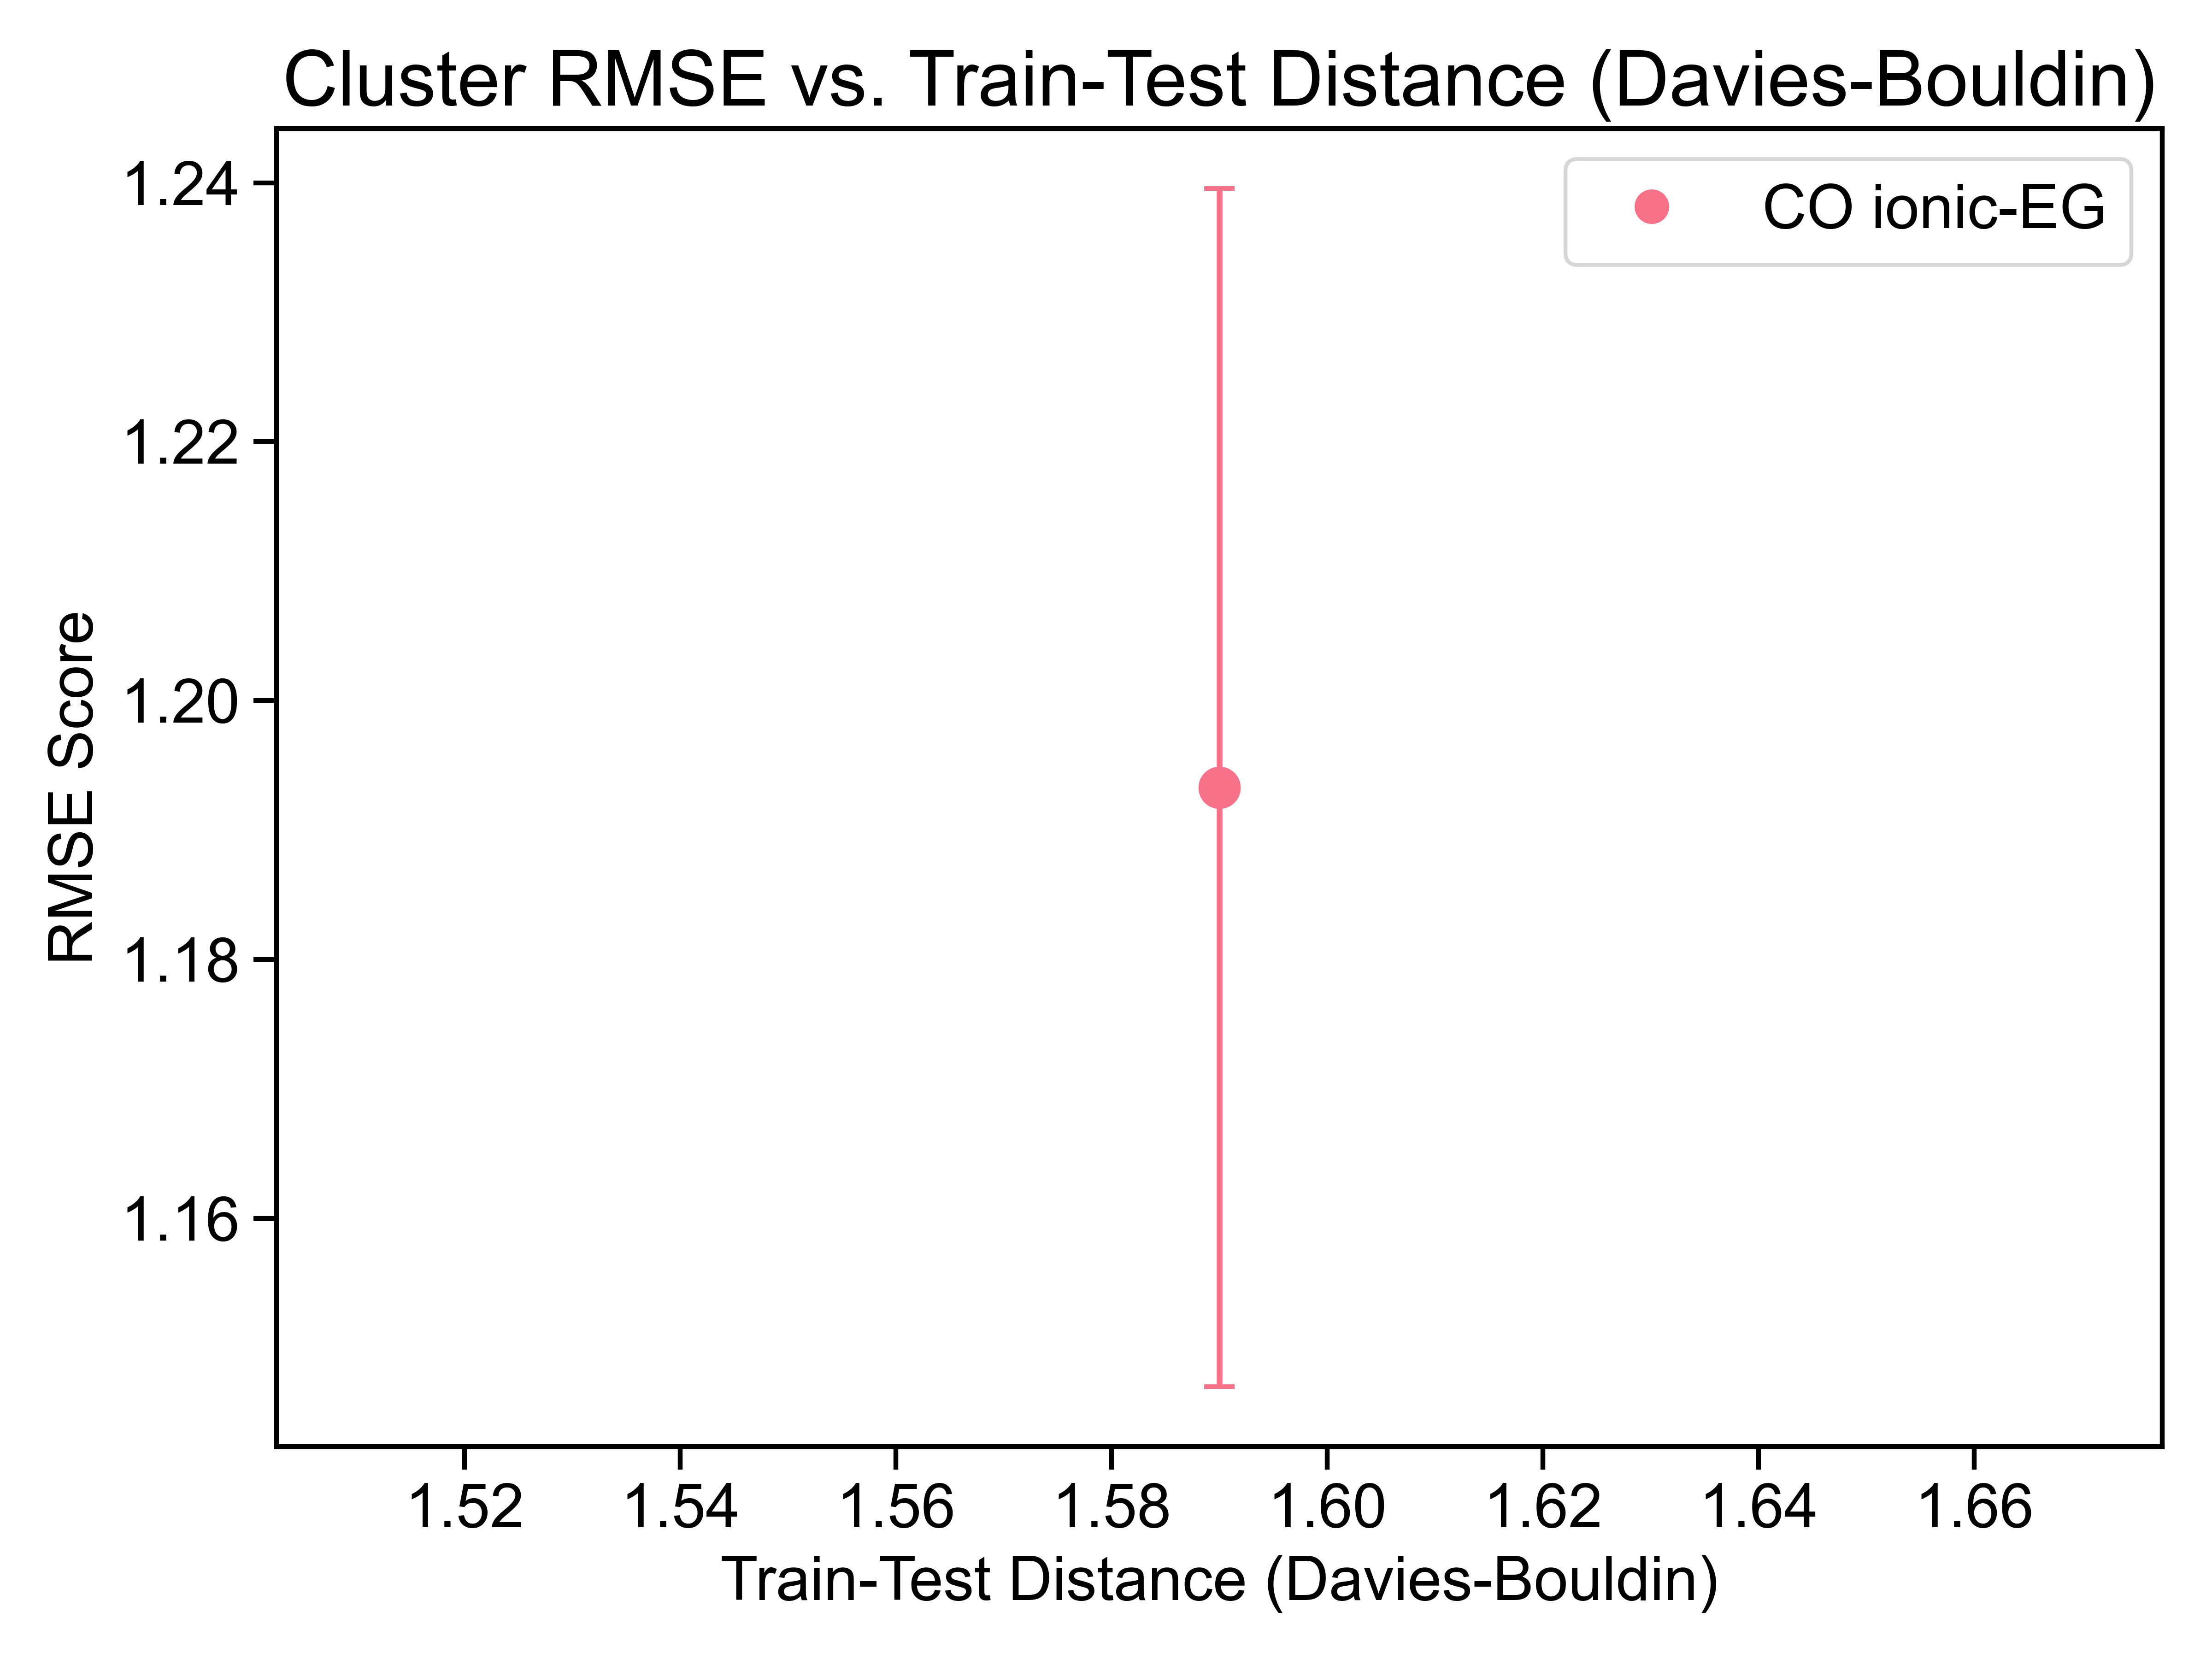 Cluster RMSE vs. Train-Test Distance (Davies-Bouldin)
CO ionic-EG
RMSE Score
1.24
1.22
1.20
1.18
1.16
1.52 1.54 1.56 1.58 1.60 1.62 1.64 1.66
Train-Test Distance (Davies-Bouldin)